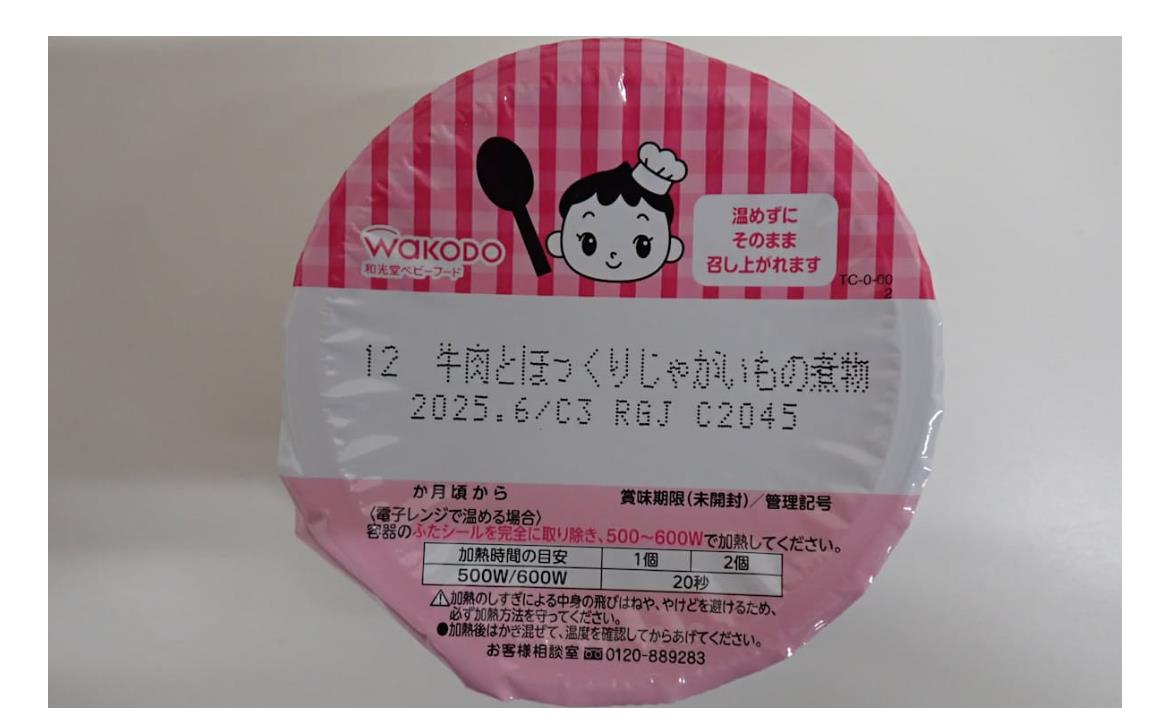 温めずに
そのまま
召し上がれます
WAKODO
和光堂ベビーフード
TC-0-00
2
12 牛肉とほっくりじゃがいもの煮物
2025.6/C3 RGJ C2045
か月頃から 賞味期限(未開封)/管理記号
〈電子レンジで温める場合〉
容器のふたシールを完全に取り除き、500~600Wで加熱してください。
加熱時間の目安 1個 2個
500W/600W 20秒
⚠加熱のしすぎによる中身の飛びはねや、やけどを避けるため、
必ず加熱方法を守ってください。
●加熱後はかき混ぜて、温度を確認してからあげてください。
お客様相談室 0120-889283